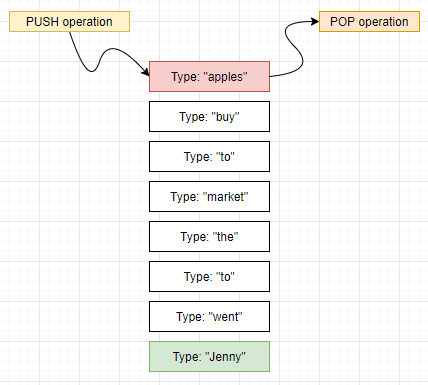 PUSH operation
POP operation
Type: "apples"
Type: "buy"
Type: "to"
Type: "market"
Type: "the"
Type: "to"
Type: "went"
Type: "Jenny"